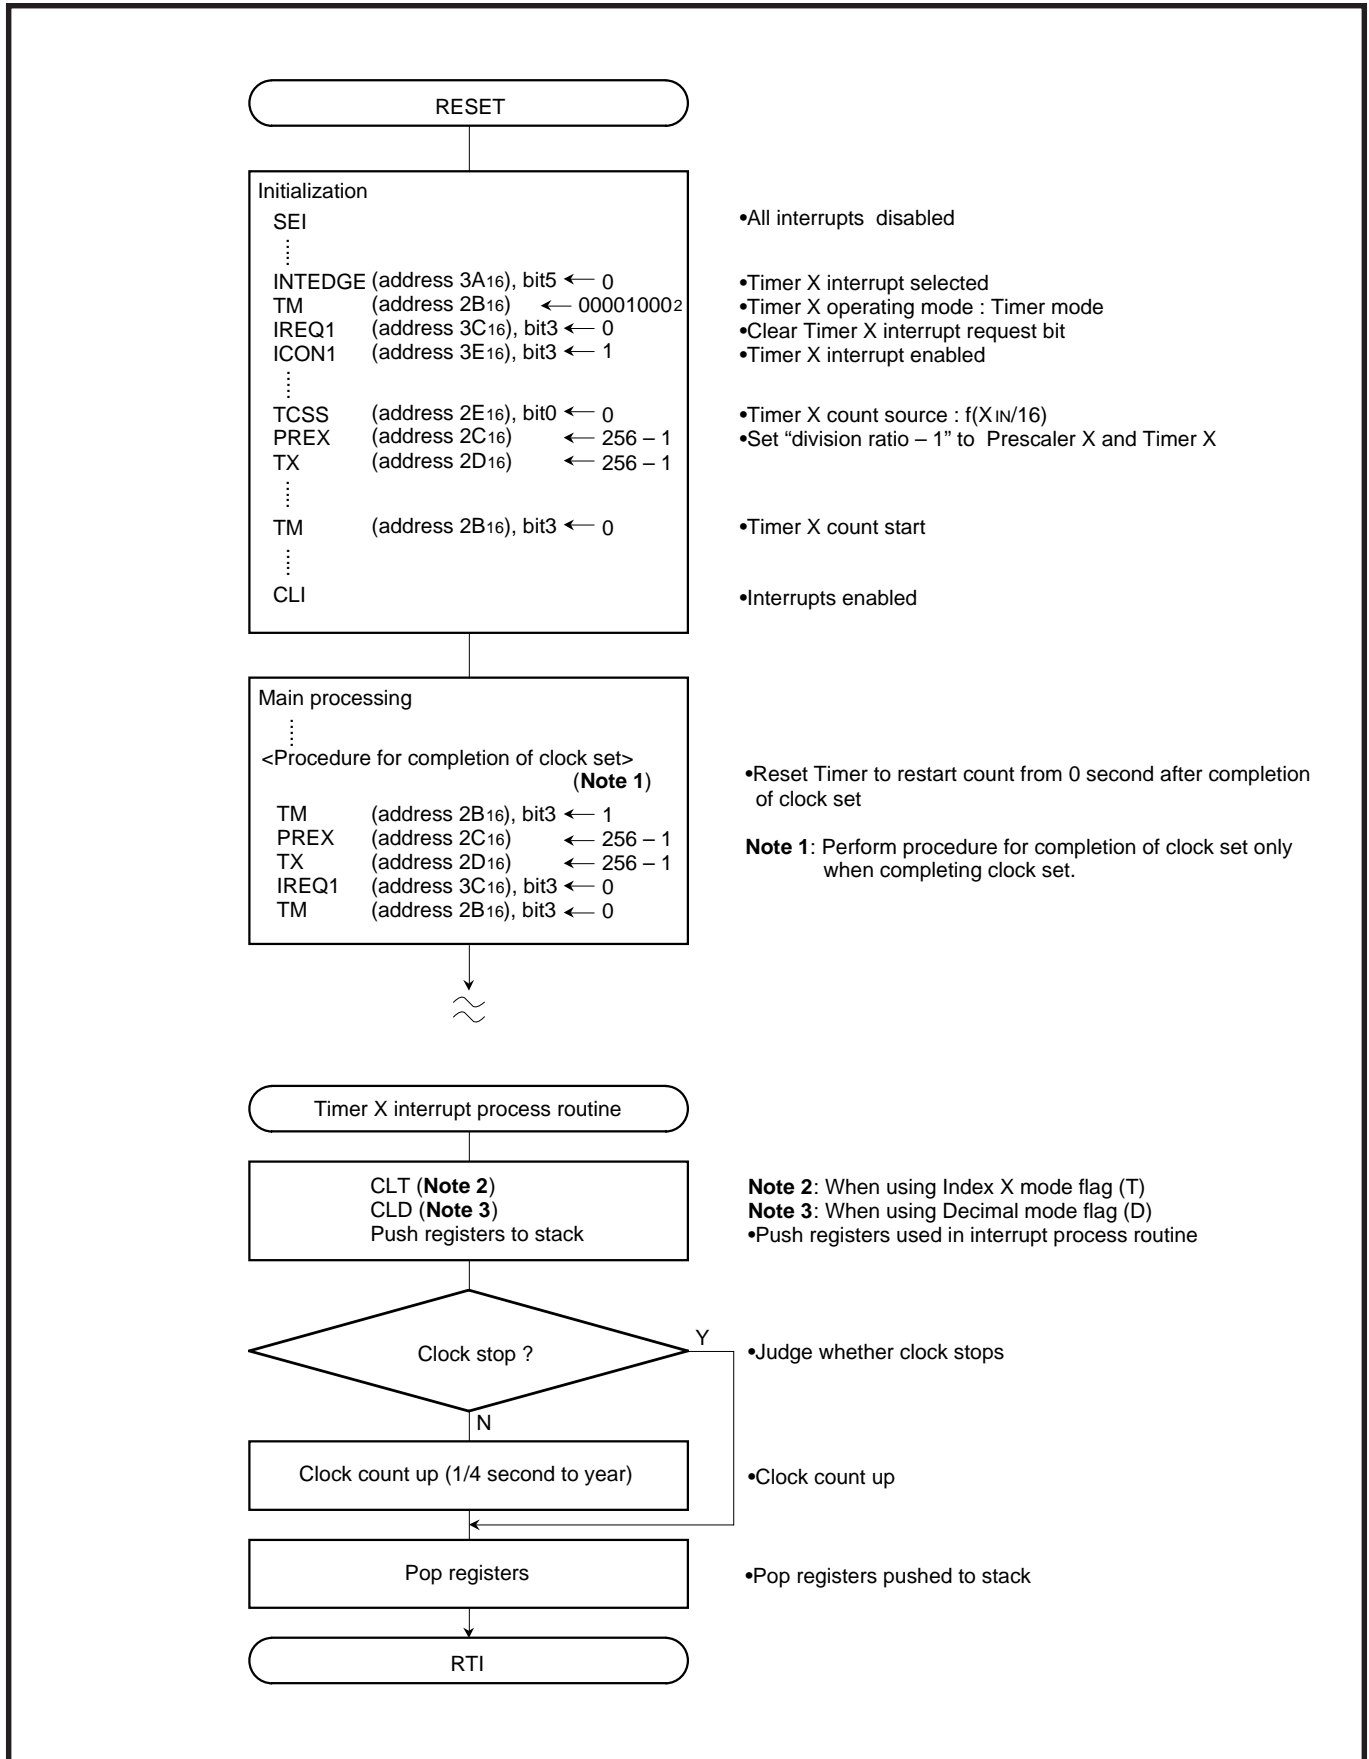 RESET
Initialization
SEI •All interrupts disabled
INTEDGE (address 3A16), bit5 ← 0 •Timer X interrupt selected
TM (address 2B16) ← 000010002 •Timer X operating mode : Timer mode
IREQ1 (address 3C16), bit3 ← 0 •Clear Timer X interrupt request bit
ICON1 (address 3E16), bit3 ← 1 •Timer X interrupt enabled
TCSS (address 2E16), bit0 ← 0 •Timer X count source : f(XIN/16)
PREX (address 2C16) ← 256 – 1 •Set “division ratio – 1” to Prescaler X and Timer X
TX (address 2D16) ← 256 – 1
TM (address 2B16), bit3 ← 0 •Timer X count start
CLI •Interrupts enabled
Main processing
<Procedure for completion of clock set>
(Note 1)
•Reset Timer to restart count from 0 second after completion
of clock set
TM (address 2B16), bit3 ← 1
PREX (address 2C16) ← 256 – 1
TX (address 2D16) ← 256 – 1
IREQ1 (address 3C16), bit3 ← 0
TM (address 2B16), bit3 ← 0
Note 1: Perform procedure for completion of clock set only
when completing clock set.
Timer X interrupt process routine
CLT (Note 2) Note 2: When using Index X mode flag (T)
CLD (Note 3) Note 3: When using Decimal mode flag (D)
Push registers to stack •Push registers used in interrupt process routine
Clock stop ? Y •Judge whether clock stops
N
Clock count up (1/4 second to year) •Clock count up
Pop registers •Pop registers pushed to stack
RTI